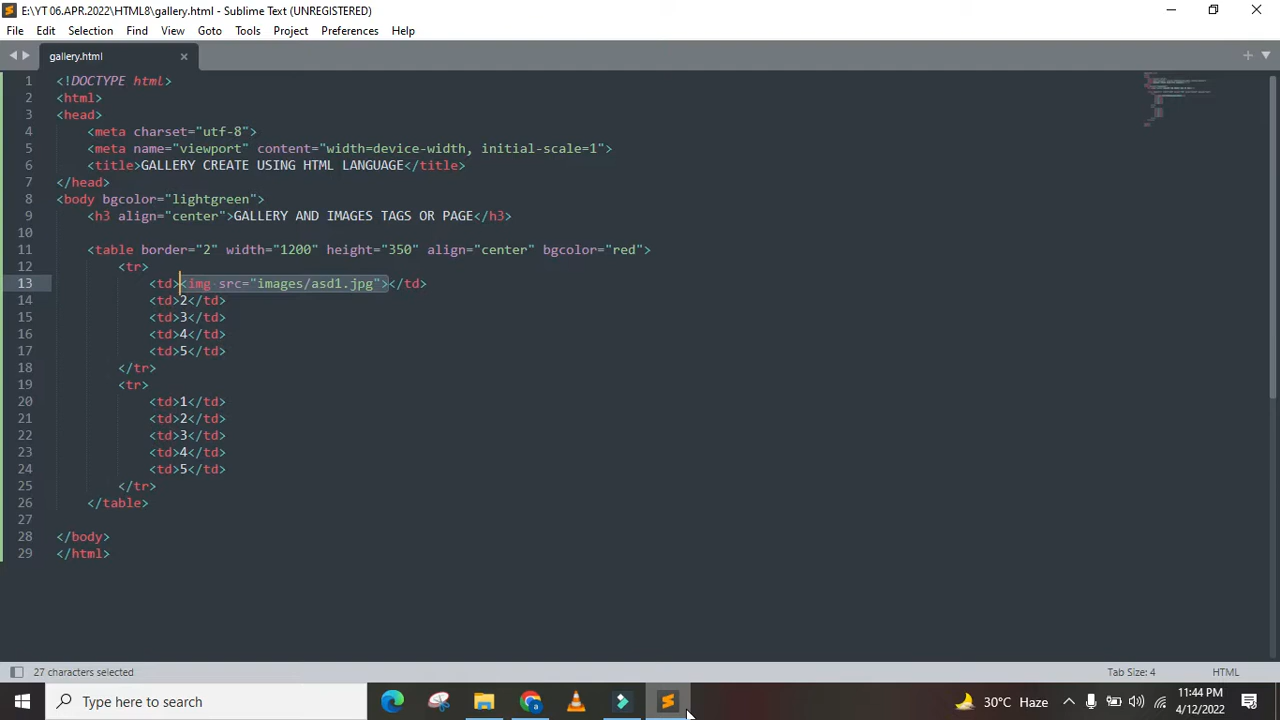 E:\YT 06.APR.2022\HTML8\gallery.html - Sublime Text (UNREGISTERED)
File Edit Selection Find View Goto Tools Project Preferences Help
gallery.html
1 <!DOCTYPE html>
2 <html>
3 <head>
4 <meta charset="utf-8">
5 <meta name="viewport" content="width=device-width, initial-scale=1">
6 <title>GALLERY CREATE USING HTML LANGUAGE</title>
7 </head>
8 <body bgcolor="lightgreen">
9 <h3 align="center">GALLERY AND IMAGES TAGS OR PAGE</h3>
10
11 <table border="2" width="1200" height="350" align="center" bgcolor="red">
12 <tr>
13 <td><img src="images/asd1.jpg"></td>
14 <td>2</td>
15 <td>3</td>
16 <td>4</td>
17 <td>5</td>
18 </tr>
19 <tr>
20 <td>1</td>
21 <td>2</td>
22 <td>3</td>
23 <td>4</td>
24 <td>5</td>
25 </tr>
26 </table>
27
28 </body>
29 </html>
27 characters selected Tab Size: 4 HTML
Type here to search 30°C Haze 11:44 PM
4/12/2022